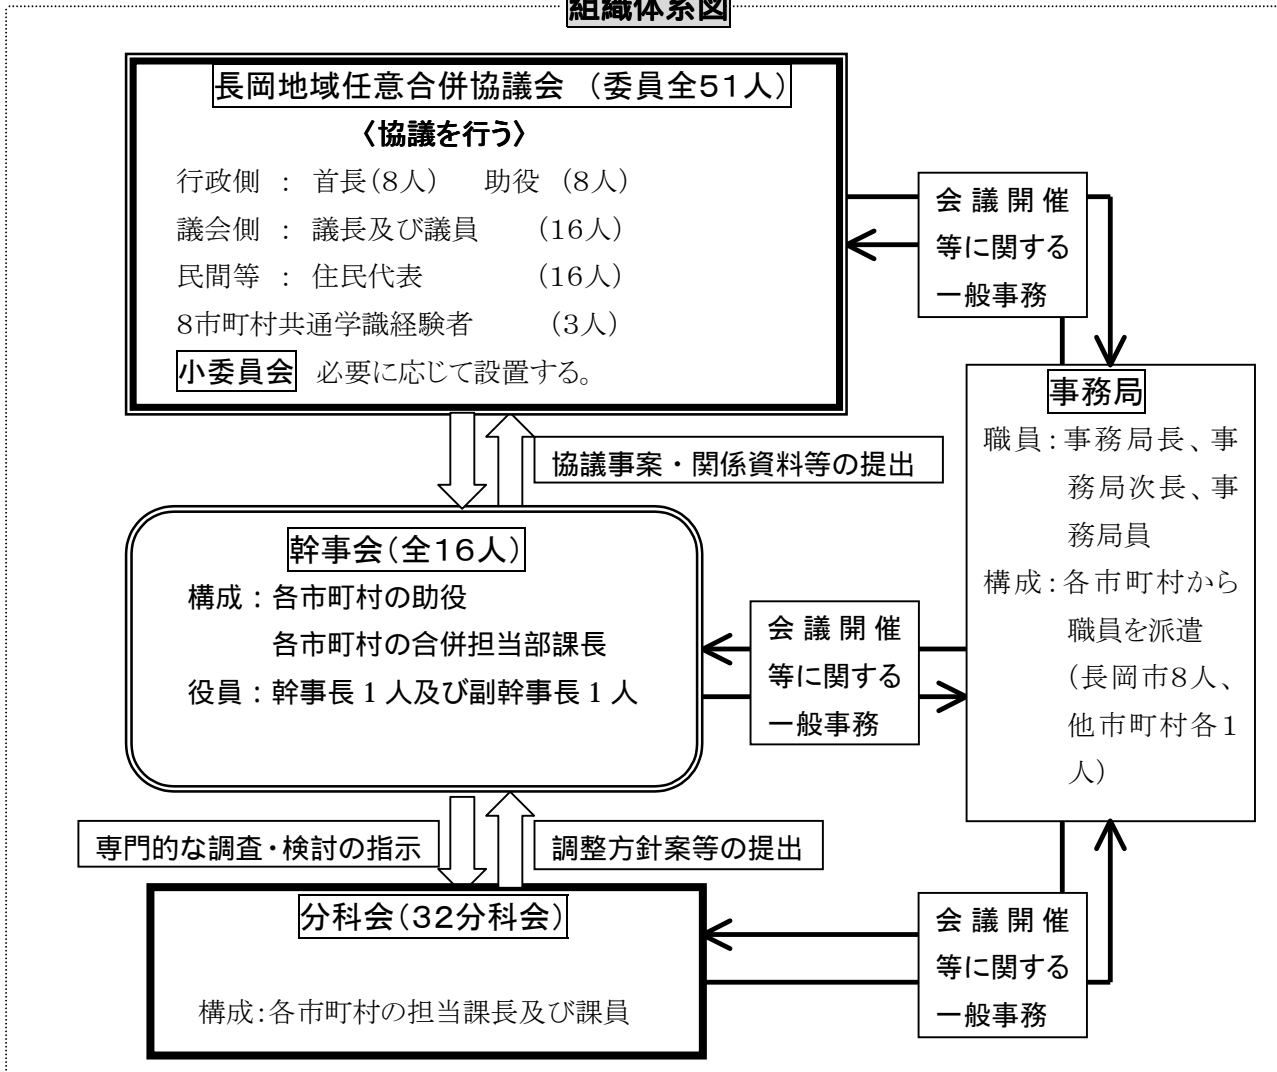 組織体系図
長岡地域任意合併協議会 （委員全51人）
〈協議を行う〉
行政側 ： 首長(8人)　助役 (8人)
議会側 ： 議長及び議員　(16人)
民間等 ： 住民代表　(16人)
8市町村共通学識経験者　(3人)
小委員会 必要に応じて設置する。
会議開催
等に関する
一般事務
協議事案・関係資料等の提出
事務局
職員：事務局長、事
務局次長、事
務局員
構成：各市町村から
職員を派遣
(長岡市8人、
他市町村各1
人)
幹事会(全16人)
構成：各市町村の助役
各市町村の合併担当部課長
役員：幹事長1人及び副幹事長1人
会議開催
等に関する
一般事務
専門的な調査・検討の指示
調整方針案等の提出
分科会(32分科会)
構成：各市町村の担当課長及び課員
会議開催
等に関する
一般事務